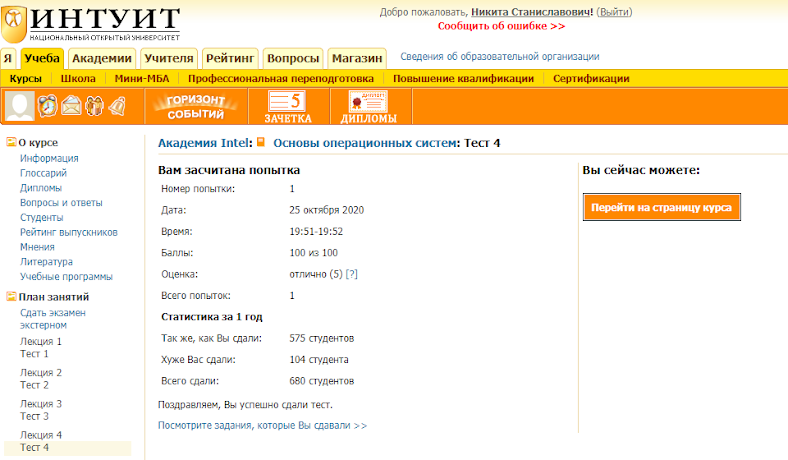 ИНТУИТ
НАЦИОНАЛЬНЫЙ ОТКРЫТЫЙ УНИВЕРСИТЕТ
Добро пожаловать, Никита Станиславович! (Выйти)
Сообщить об ошибке >>
Я Учеба Академии Учителя Рейтинг Вопросы Магазин Сведения об образовательной организации
Курсы Школа Мини-МБА Профессиональная переподготовка Повышение квалификации Сертификации
ГОРИЗОНТ СОБЫТИЙ
5
ЗАЧЕТКА
ДИПЛОМ
ДИПЛОМЫ
О курсе
Информация
Глоссарий
Дипломы
Вопросы и ответы
Студенты
Рейтинг выпускников
Мнения
Литература
Учебные программы
План занятий
Сдать экзамен
экстерном
Лекция 1
Тест 1
Лекция 2
Тест 2
Лекция 3
Тест 3
Лекция 4
Тест 4
Академия Intel: Основы операционных систем: Тест 4
Вам засчитана попытка
Номер попытки: 1
Дата: 25 октября 2020
Время: 19:51-19:52
Баллы: 100 из 100
Оценка: отлично (5) [?]
Всего попыток: 1
Статистика за 1 год
Так же, как Вы сдали: 575 студентов
Хуже Вас сдали: 104 студента
Всего сдали: 680 студентов
Поздравляем, Вы успешно сдали тест.
Посмотрите задания, которые Вы сдавали >>
Вы сейчас можете:
Перейти на страницу курса